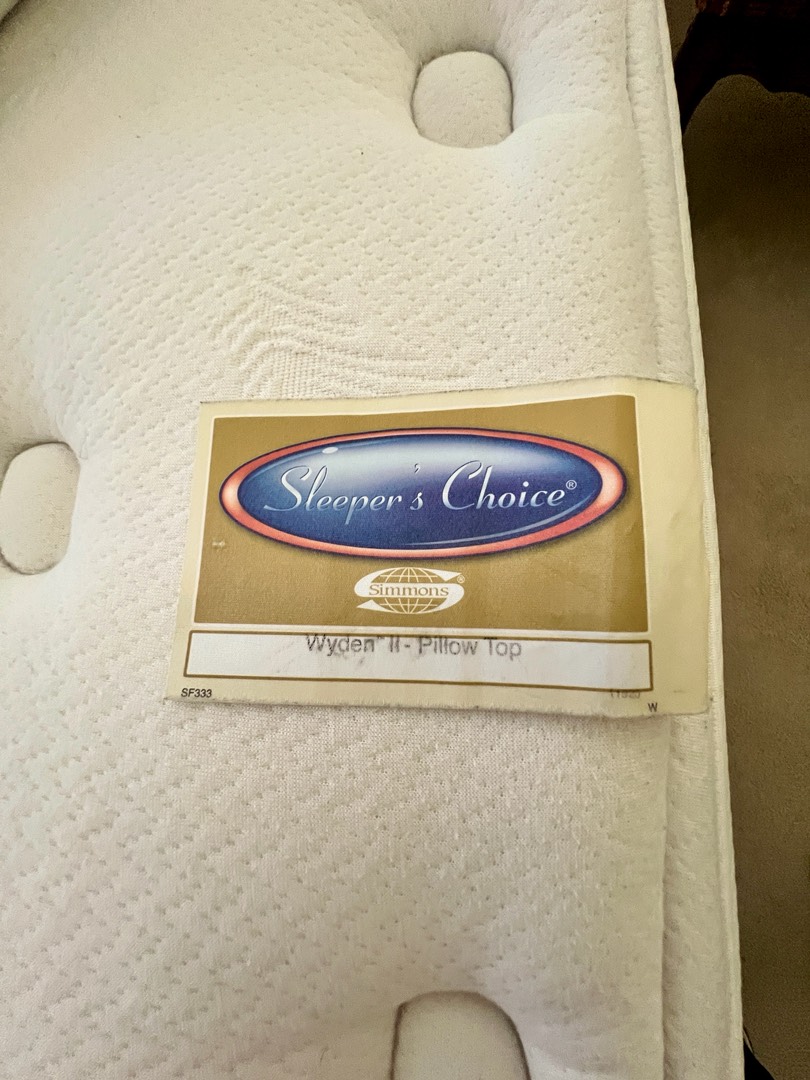 Sleeper's Choice®
Simmons®
Wyden™ II - Pillow Top
SF333
W